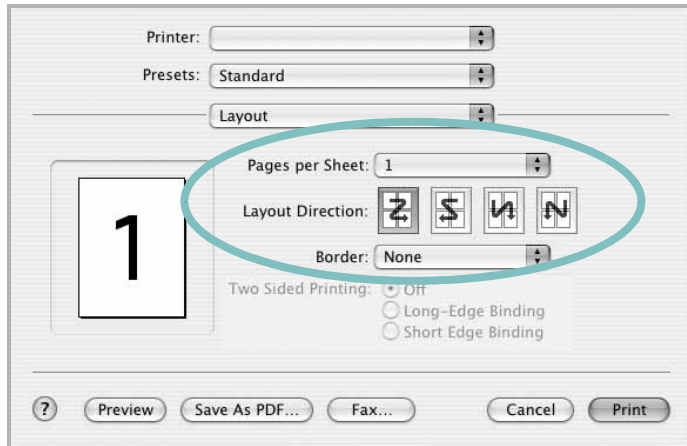 Printer:
Presets: Standard
Layout
Pages per Sheet: 1
1
Layout Direction:
Border: None
Two Sided Printing: Off
Long-Edge Binding
Short Edge Binding
? Preview Save As PDF... Fax... Cancel Print